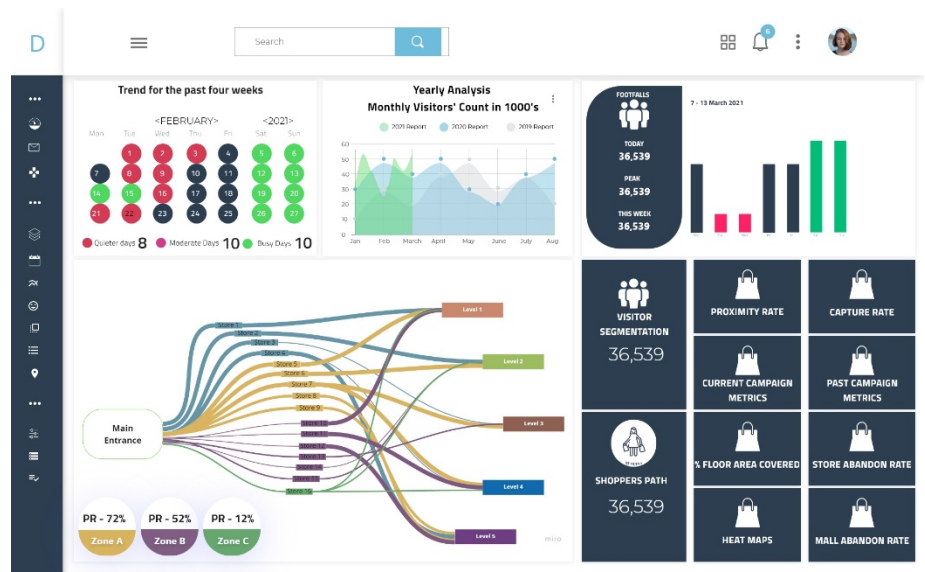 D
Search
6
Trend for the past four weeks
<FEBRUARY>
<2021>
Mon Tue Wed Thu Fri Sat Sun
1 2 3 4 5 6
7 8 9 10 11 12 13
14 15 16 17 18 19 20
21 22 23 24 25 26 27
Quieter days 8 Moderate Days 10 Busy Days 10
Yearly Analysis
Monthly Visitors' Count in 1000's
2021 Report 2020 Report 2019 Report
60
50
40
30
20
10
0
Jan Feb March April May June July Aug
FOOTFALLS
TODAY
36,539
PEAK
36,539
THIS WEEK
36,539
7 - 13 March 2021
Main
Entrance
Store 1
Store 2
Store 3
Store 4
Store 5
Store 6
Store 7
Store 8
Store 9
Store 10
Store 11
Store 12
Store 13
Store 14
Store 15
Store 16
Level 1
Level 2
Level 3
Level 4
Level 5
PR - 72%
Zone A
PR - 52%
Zone B
PR - 12%
Zone C
miro
VISITOR
SEGMENTATION
36,539
PROXIMITY RATE
CAPTURE RATE
CURRENT CAMPAIGN
METRICS
PAST CAMPAIGN
METRICS
Shopper
SHOPPERS PATH
36,539
% FLOOR AREA COVERED
STORE ABANDON RATE
HEAT MAPS
MALL ABANDON RATE